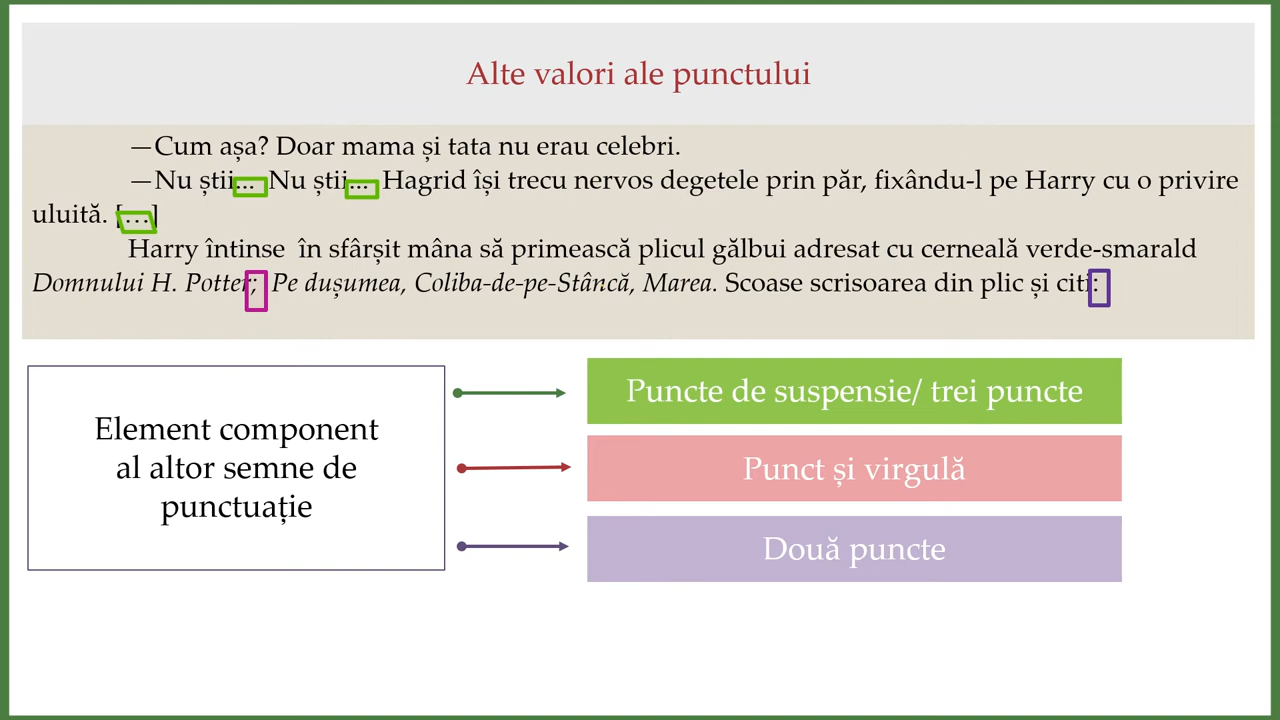 Alte valori ale punctului
—Cum așa? Doar mama și tata nu erau celebri.
—Nu știi... Nu știi... Hagrid își trecu nervos degetele prin păr, fixându-l pe Harry cu o privire
uluită. [...]
Harry întinse în sfârșit mâna să primească plicul gălbui adresat cu cerneală verde-smarald
Domnului H. Potter; Pe dușumea, Coliba-de-pe-Stâncă, Marea. Scoase scrisoarea din plic și citi:
Element component
al altor semne de
punctuație
Puncte de suspensie/ trei puncte
Punct și virgulă
Două puncte